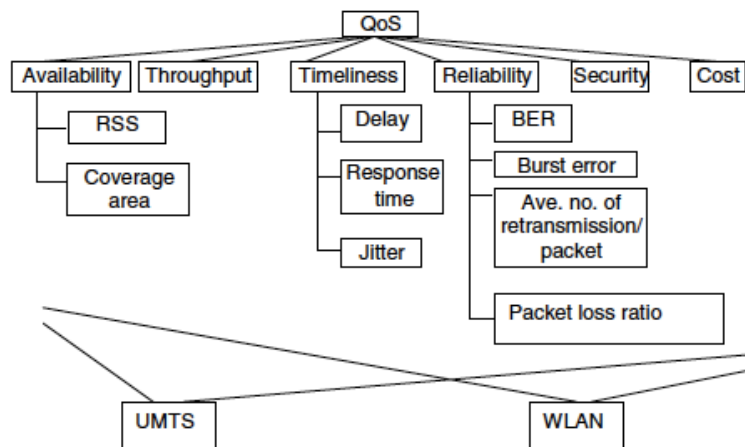 QoS
Availability
Throughput
Timeliness
Reliability
Security
Cost
RSS
Coverage
area
Delay
Response
time
Jitter
BER
Burst error
Ave. no. of
retransmission/
packet
Packet loss ratio
UMTS
WLAN